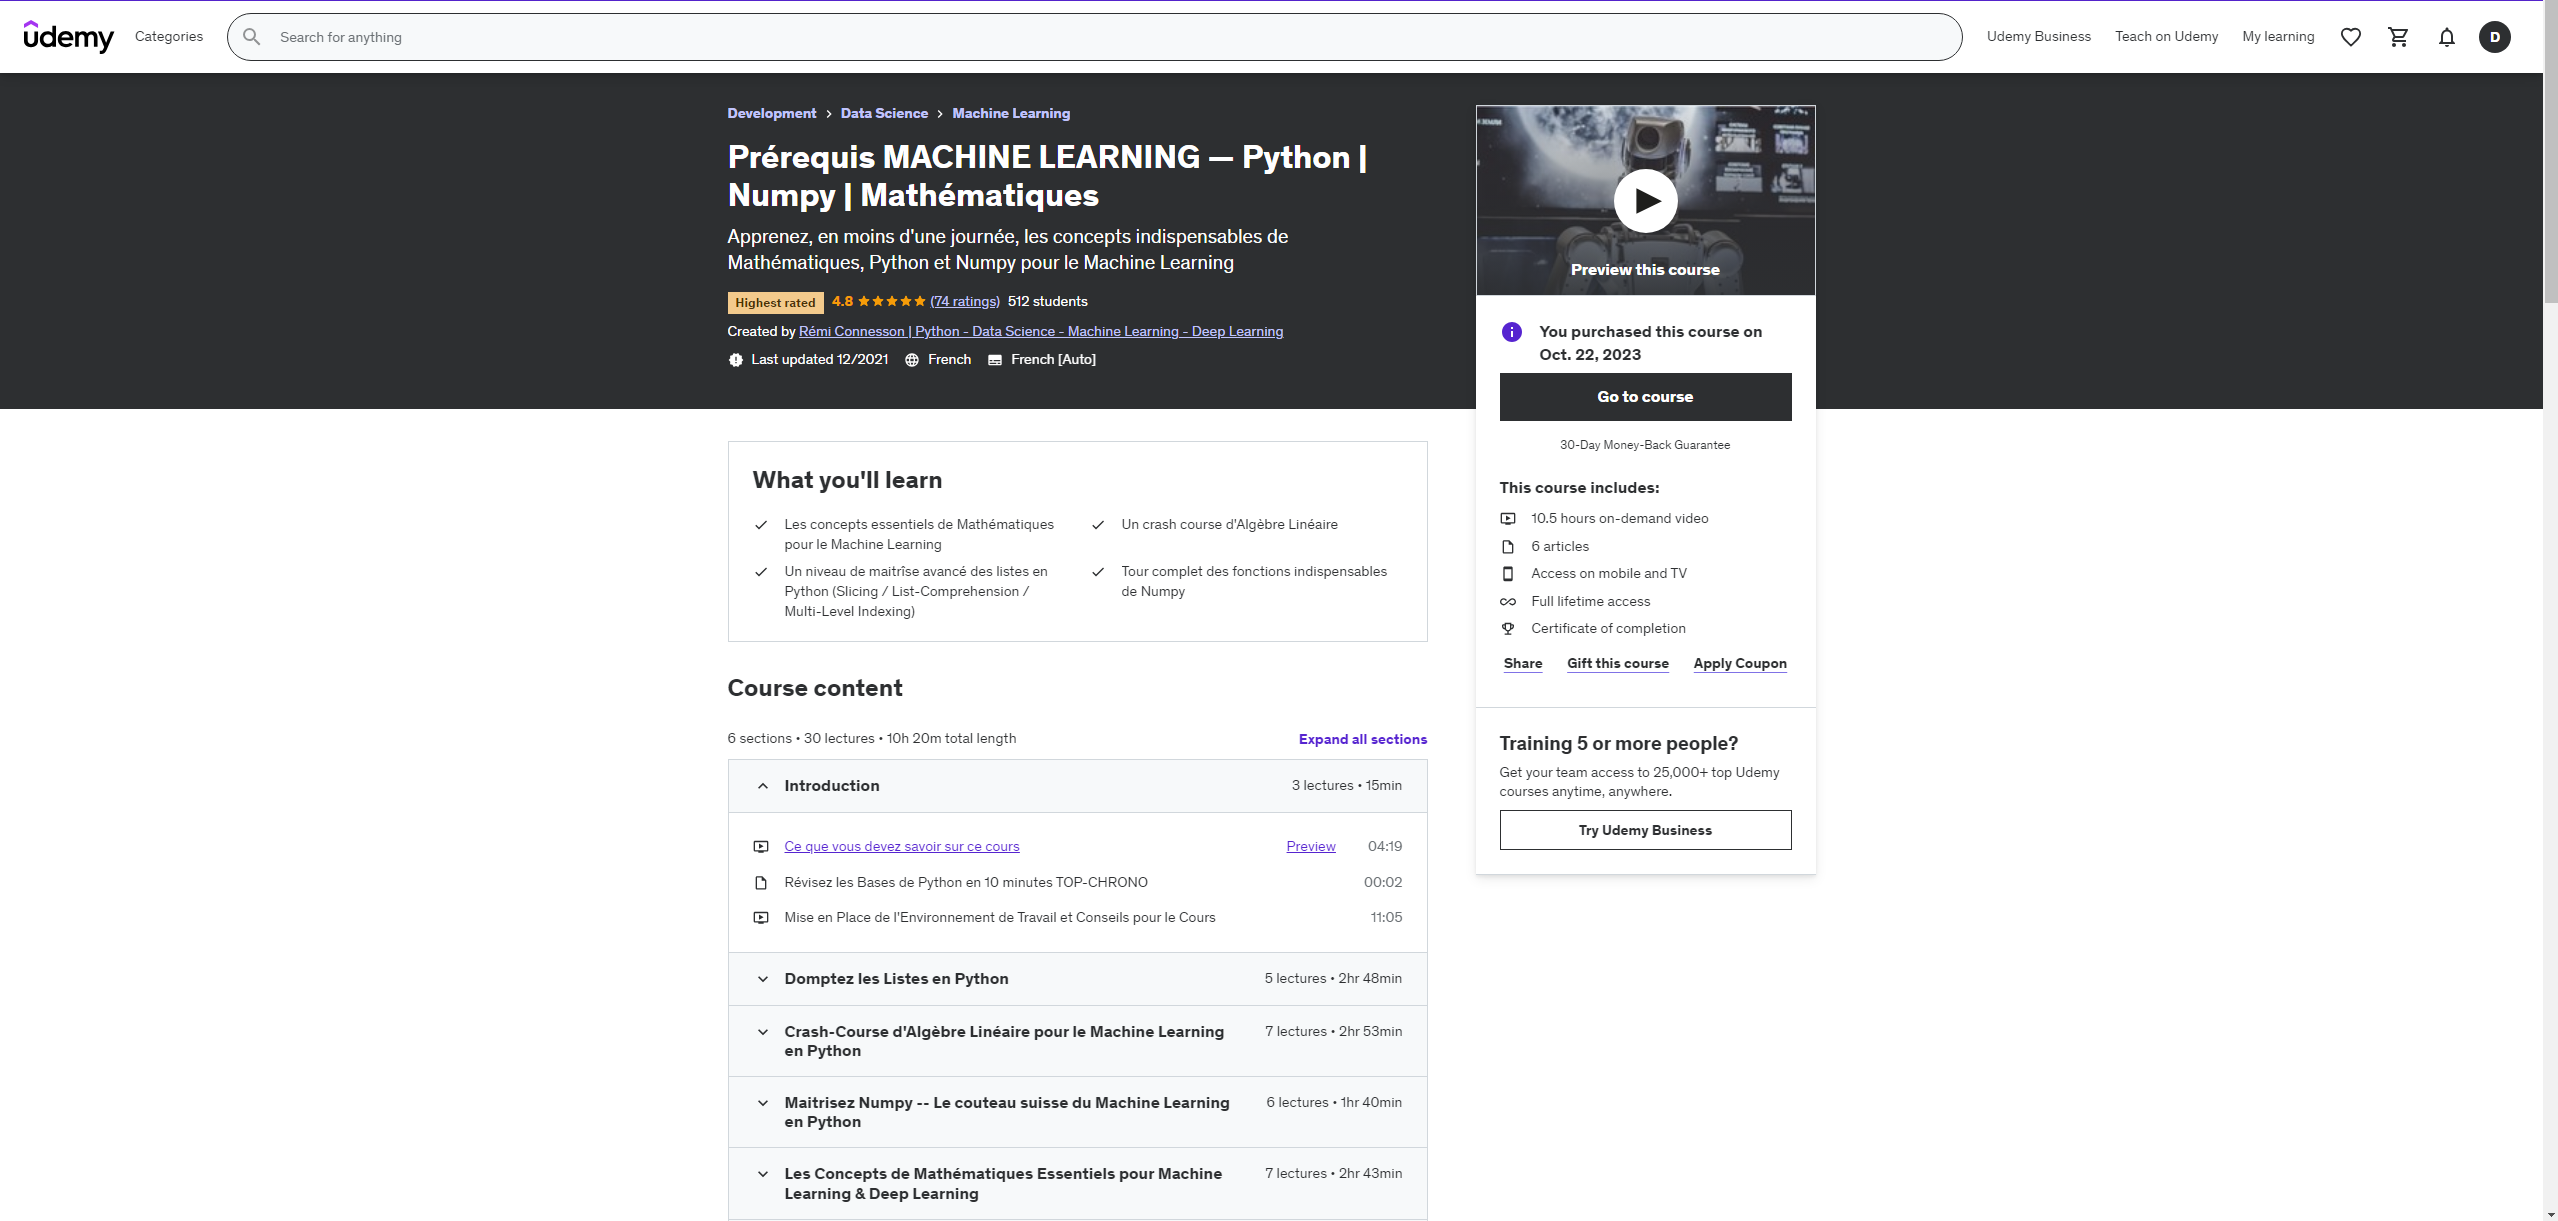 udemy
Categories
Search for anything
Udemy Business
Teach on Udemy
My learning
D
Development > Data Science > Machine Learning
Prérequis MACHINE LEARNING — Python |
Numpy | Mathématiques
Apprenez, en moins d'une journée, les concepts indispensables de
Mathématiques, Python et Numpy pour le Machine Learning
Highest rated 4.8 (74 ratings) 512 students
Created by Rémi Connesson | Python - Data Science - Machine Learning - Deep Learning
Last updated 12/2021 French French [Auto]
Preview this course
You purchased this course on
Oct. 22, 2023
Go to course
30-Day Money-Back Guarantee
This course includes:
10.5 hours on-demand video
6 articles
Access on mobile and TV
Full lifetime access
Certificate of completion
Share Gift this course Apply Coupon
Training 5 or more people?
Get your team access to 25,000+ top Udemy
courses anytime, anywhere.
Try Udemy Business
What you'll learn
Les concepts essentiels de Mathématiques
pour le Machine Learning
Un crash course d'Algèbre Linéaire
Un niveau de maitrîse avancé des listes en
Python (Slicing / List-Comprehension /
Multi-Level Indexing)
Tour complet des fonctions indispensables
de Numpy
Course content
6 sections • 30 lectures • 10h 20m total length
Expand all sections
Introduction 3 lectures • 15min
Ce que vous devez savoir sur ce cours Preview 04:19
Révisez les Bases de Python en 10 minutes TOP-CHRONO 00:02
Mise en Place de l'Environnement de Travail et Conseils pour le Cours 11:05
Domptez les Listes en Python 5 lectures • 2hr 48min
Crash-Course d'Algèbre Linéaire pour le Machine Learning
en Python
7 lectures • 2hr 53min
Maitrisez Numpy -- Le couteau suisse du Machine Learning
en Python
6 lectures • 1hr 40min
Les Concepts de Mathématiques Essentiels pour Machine
Learning & Deep Learning
7 lectures • 2hr 43min